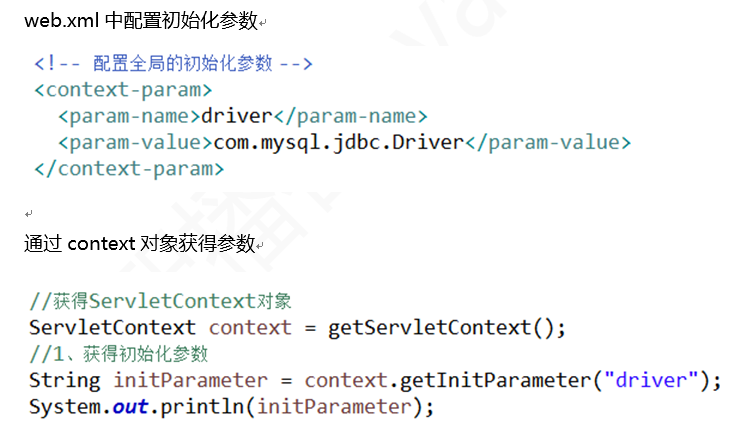 web.xml 中配置初始化参数
<!-- 配置全局的初始化参数 -->
<context-param>
<param-name>driver</param-name>
<param-value>com.mysql.jdbc.Driver</param-value>
</context-param>
通过 context 对象获得参数
//获得ServletContext对象
ServletContext context = getServletContext();
//1、获得初始化参数
String initParameter = context.getInitParameter("driver");
System.out.println(initParameter);